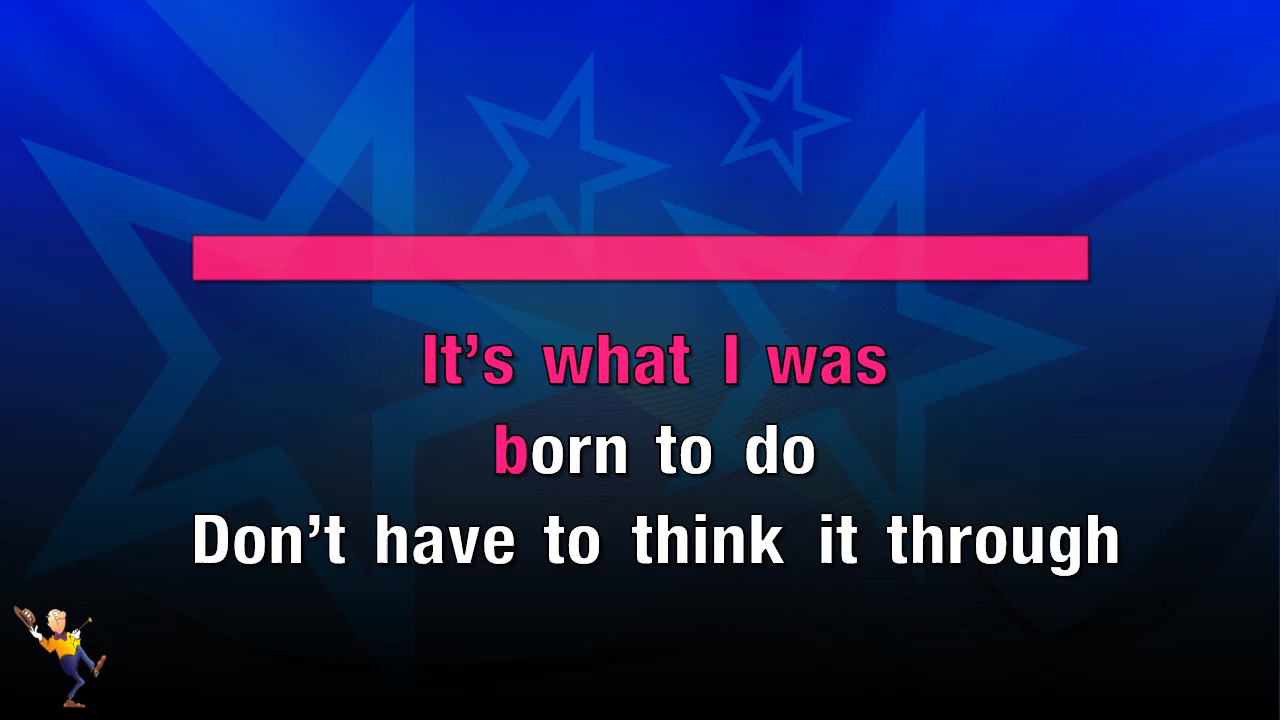 It’s what I was
born to do
Don’t have to think it through